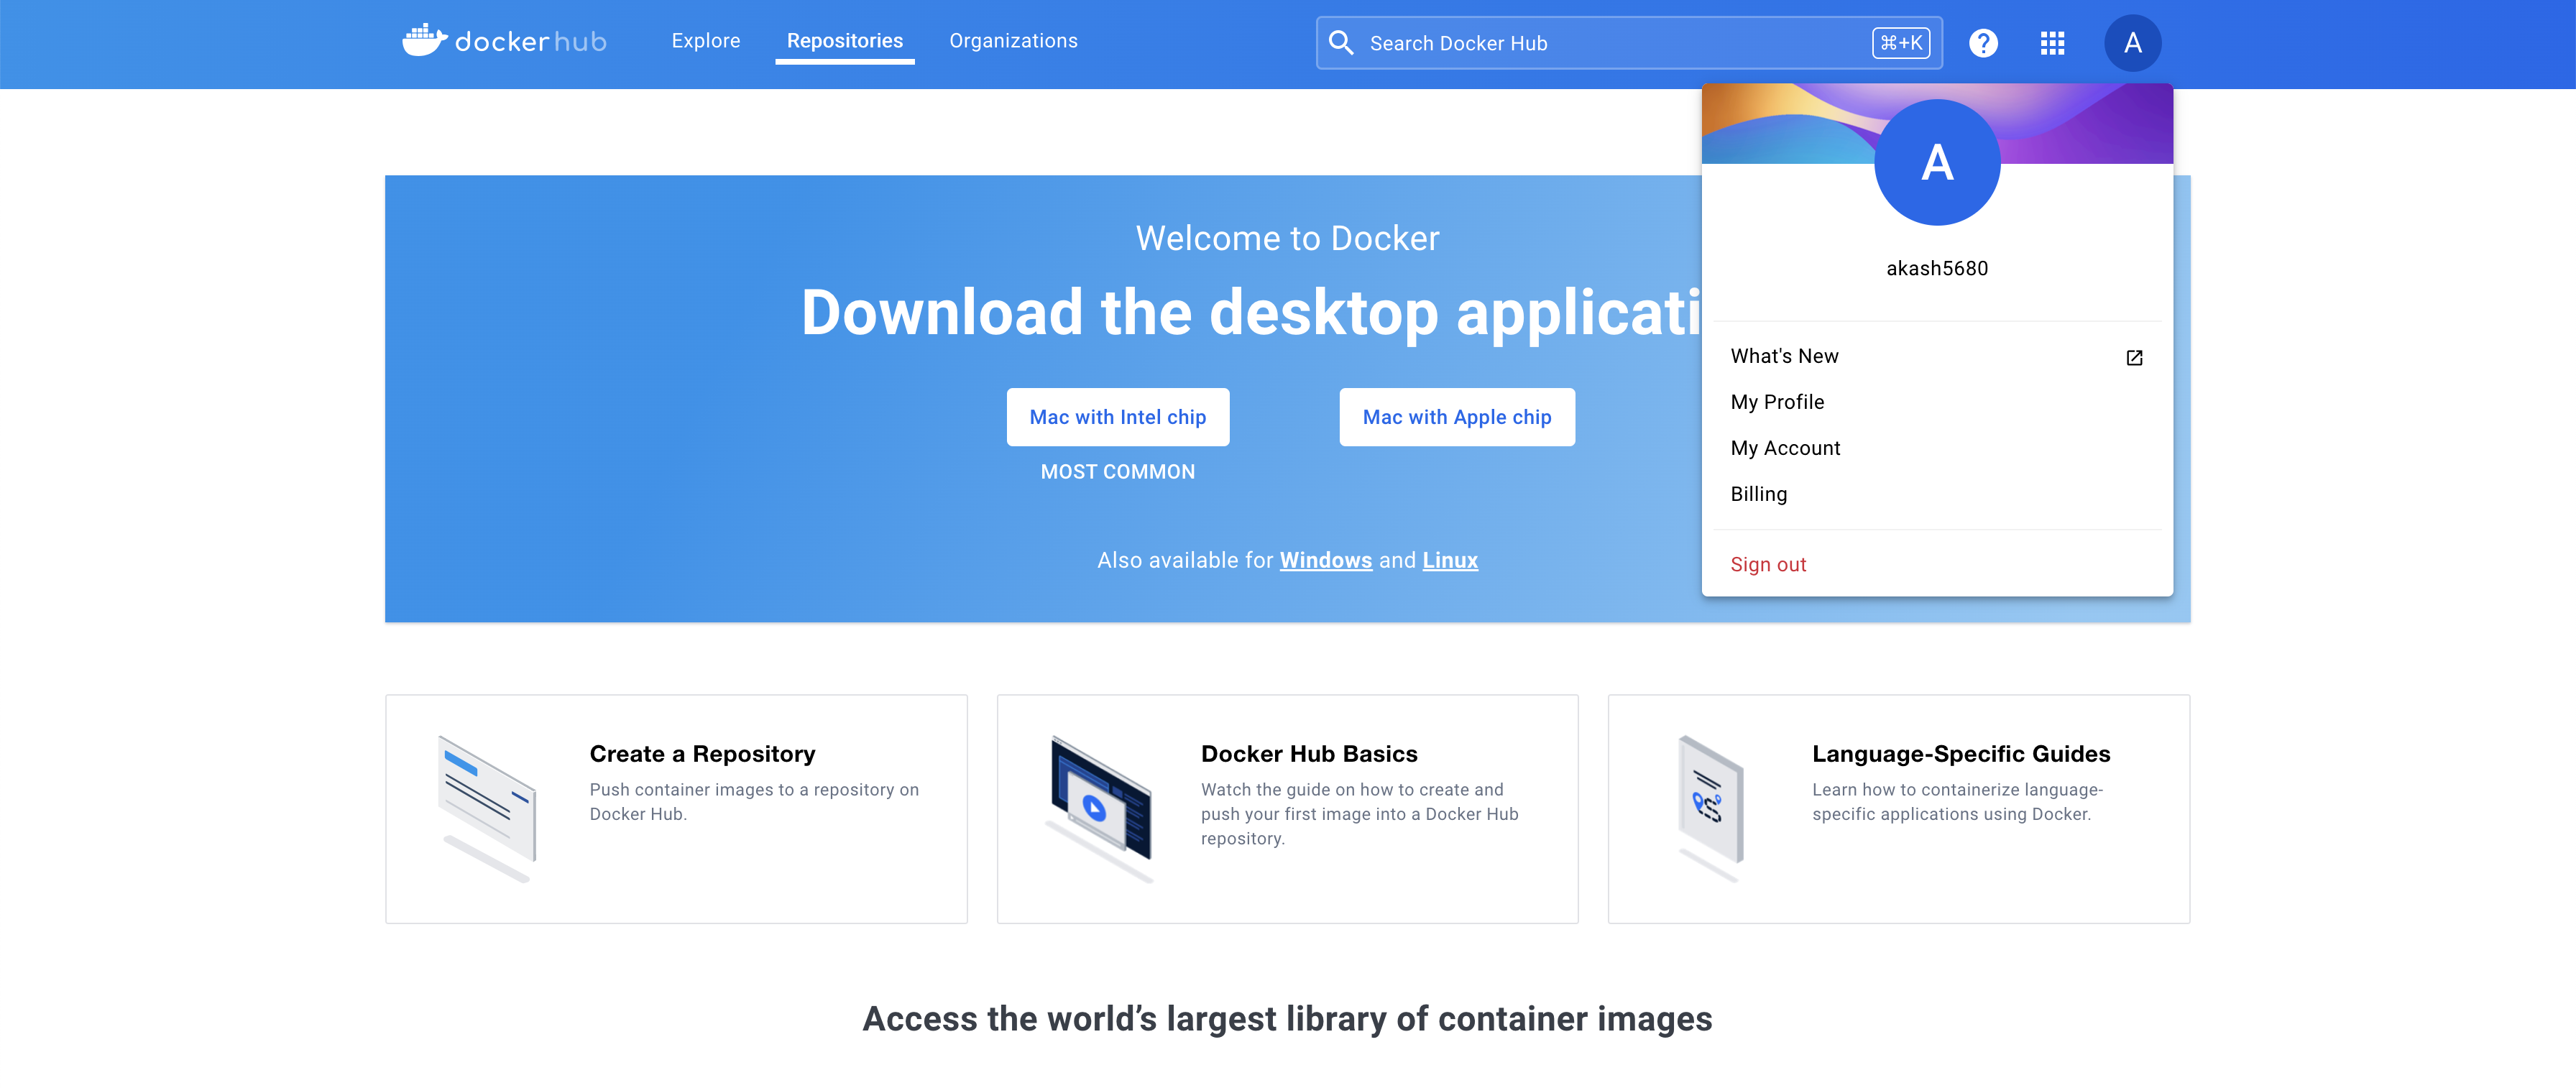 dockerhub
Explore
Repositories
Organizations
Search Docker Hub
⌘+K
?
A
A
akash5680
What's New
My Profile
My Account
Billing
Sign out
Welcome to Docker
Download the desktop applicati
Mac with Intel chip
Mac with Apple chip
MOST COMMON
Also available for Windows and Linux
Create a Repository
Push container images to a repository on
Docker Hub.
Docker Hub Basics
Watch the guide on how to create and
push your first image into a Docker Hub
repository.
Language-Specific Guides
Learn how to containerize language-
specific applications using Docker.
Access the world’s largest library of container images